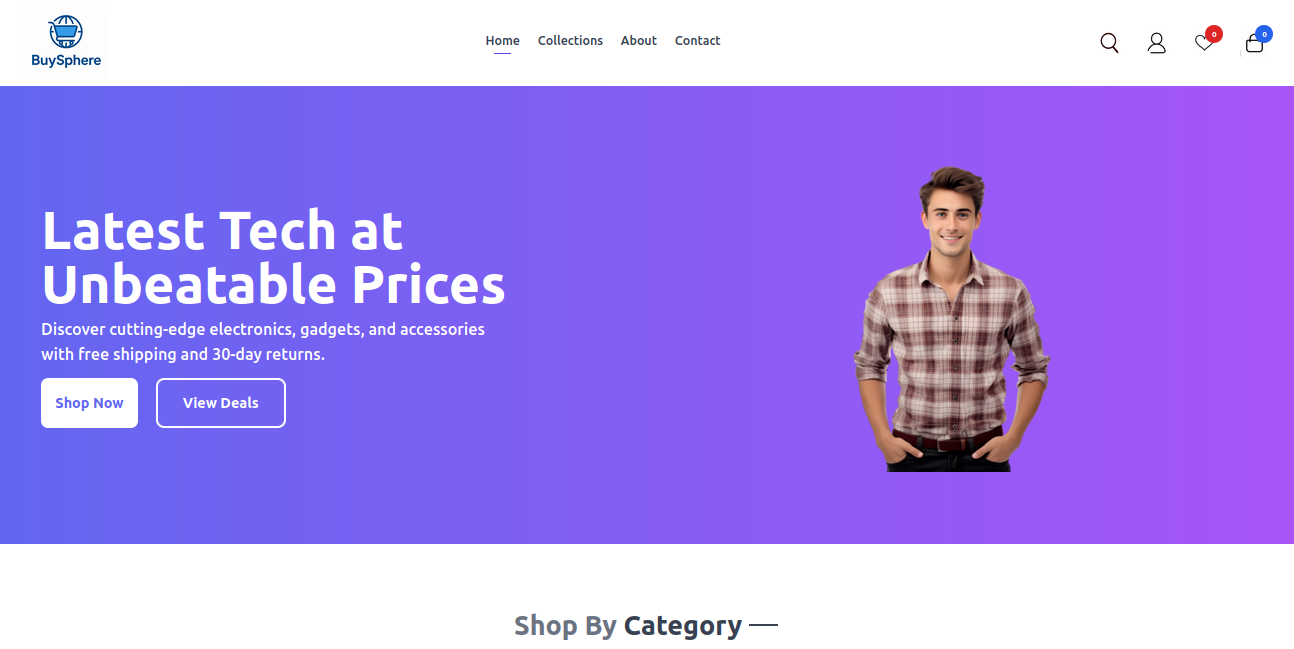 BuySphere
Home Collections About Contact
0
0
Latest Tech at
Unbeatable Prices
Discover cutting-edge electronics, gadgets, and accessories
with free shipping and 30-day returns.
Shop Now
View Deals
Shop By Category